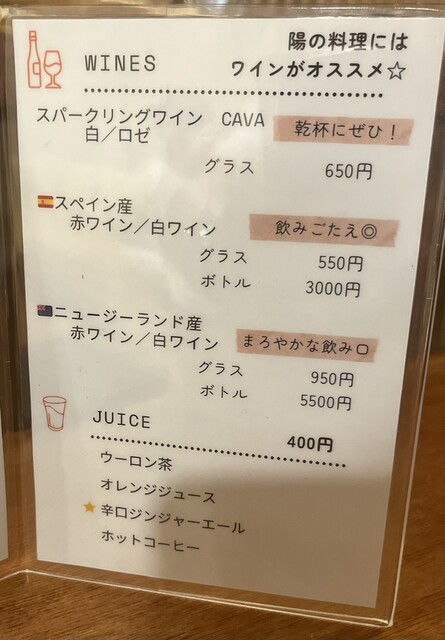 陽の料理には
WINES ワインがオススメ☆
スパークリングワイン CAVA 乾杯にぜひ！
白／ロゼ
グラス 650円
スペイン産
赤ワイン／白ワイン 飲みごたえ◎
グラス 550円
ボトル 3000円
ニュージーランド産
赤ワイン／白ワイン まろやかな飲み口
グラス 950円
ボトル 5500円
JUICE 400円
ウーロン茶
オレンジジュース
★辛口ジンジャーエール
ホットコーヒー